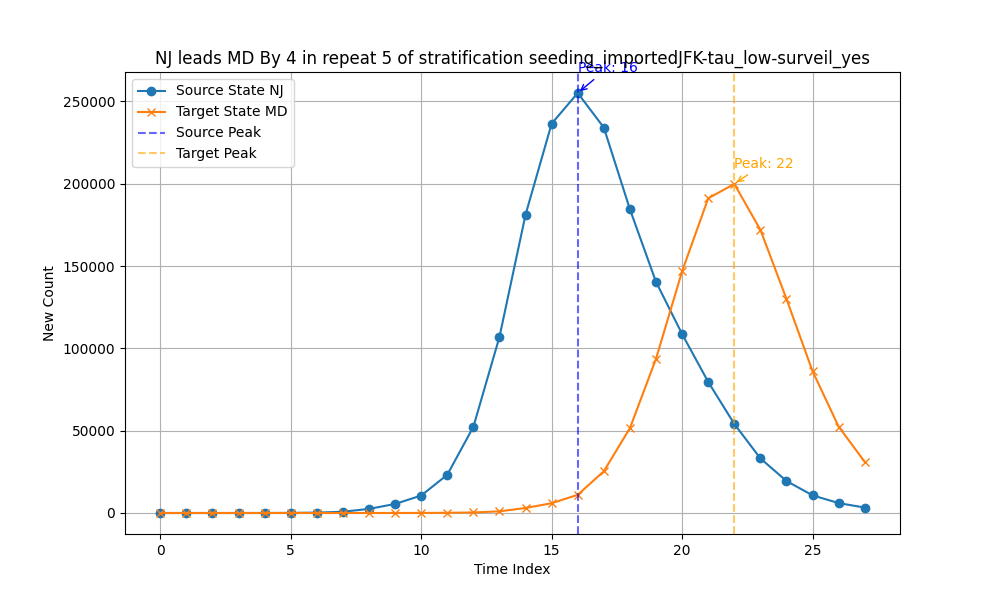 NJ leads MD By 4 in repeat 5 of stratification seeding_importedJFK-tau_low-surveil_yes
Peak: 16
Source State NJ
Target State MD
Source Peak
Target Peak
Peak: 22
New Count
250000
200000
150000
100000
50000
0
0 5 10 15 20 25
Time Index